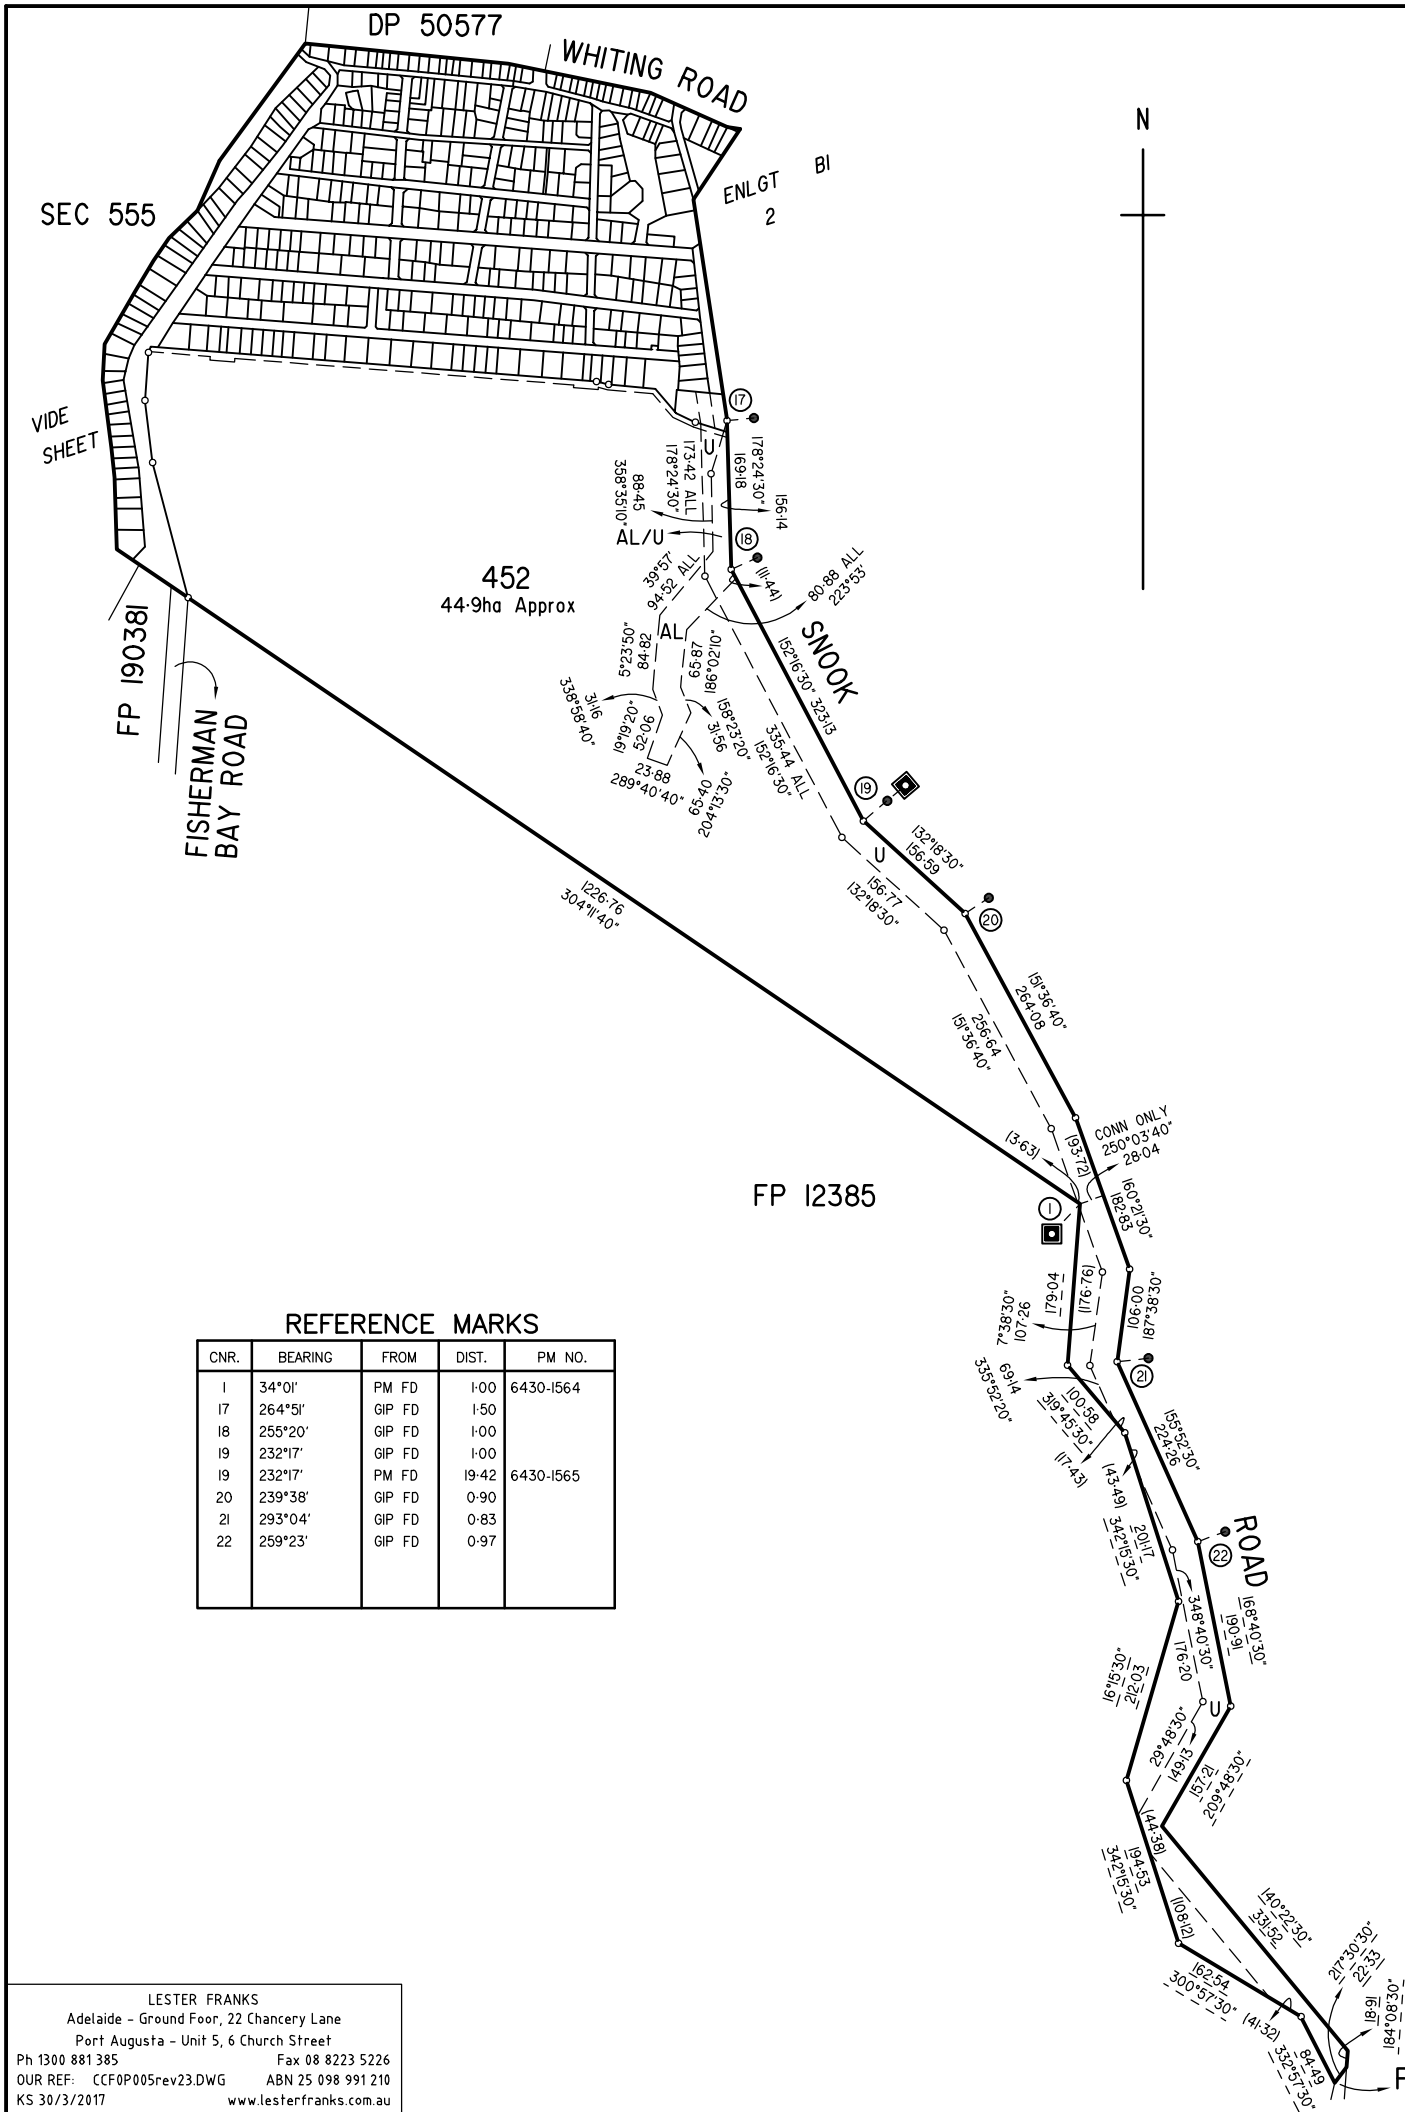 DP 50577
WHITING ROAD
N
ENLGT B1
2
SEC 555
VIDE
SHEET
17
U
178°24'30"
169·18
173·42 ALL
178°24'30"
88·45
358°35'10"
156·14
AL/U
18
(11·44)
39°57'
94·52 ALL
80·88 ALL
223°53'
452
44·9ha Approx
AL
SNOOK
5°23'50"
84·82
65·87
186°02'10"
152°16'30" 323·13
31·16
338°58'40"
19°19'20"
52·06
158°23'20"
31·56
335·44 ALL
152°16'30"
23·88
289°40'40"
65·40
204°13'30"
FP 190381
FISHERMAN
BAY ROAD
19
U
132°18'30"
156·59
156·77
132°18'30"
20
1226·76
304°11'40"
151°36'40"
264·08
256·64
151°36'40"
(3·63)
(93·72)
CONN ONLY
250°03'40"
28·04
160°21'30"
182·83
FP 12385
1
179·04
(176·76)
7°38'30"
107·26
106·00
187°38'30"
21
69·14
335°52'20"
100·58
319°45'30"
(17·43)
155°52'30"
224·26
(43·49)
201·17
342°15'30"
ROAD
22
348°40'30"
176·20
168°40'30"
190·91
16°15'30"
212·03
U
29°48'30"
149·13
157·21
209°48'30"
(44·38)
194·53
342°15'30"
(108·12)
140°22'30"
331·52
162·54
300°57'30"
(41·32)
217°30'30"
22·33
18·91
184°08'30"
84·49
332°57'30"
REFERENCE MARKS
CNR. BEARING FROM DIST. PM NO.
1 34°01' PM FD 1·00 6430-1564
17 264°51' GIP FD 1·50
18 255°20' GIP FD 1·00
19 232°17' GIP FD 1·00
19 232°17' PM FD 19·42 6430-1565
20 239°38' GIP FD 0·90
21 293°04' GIP FD 0·83
22 259°23' GIP FD 0·97
LESTER FRANKS
Adelaide - Ground Foor, 22 Chancery Lane
Port Augusta - Unit 5, 6 Church Street
Ph 1300 881 385 Fax 08 8223 5226
OUR REF: CCF0P005rev23.DWG ABN 25 098 991 210
KS 30/3/2017 www.lesterfranks.com.au